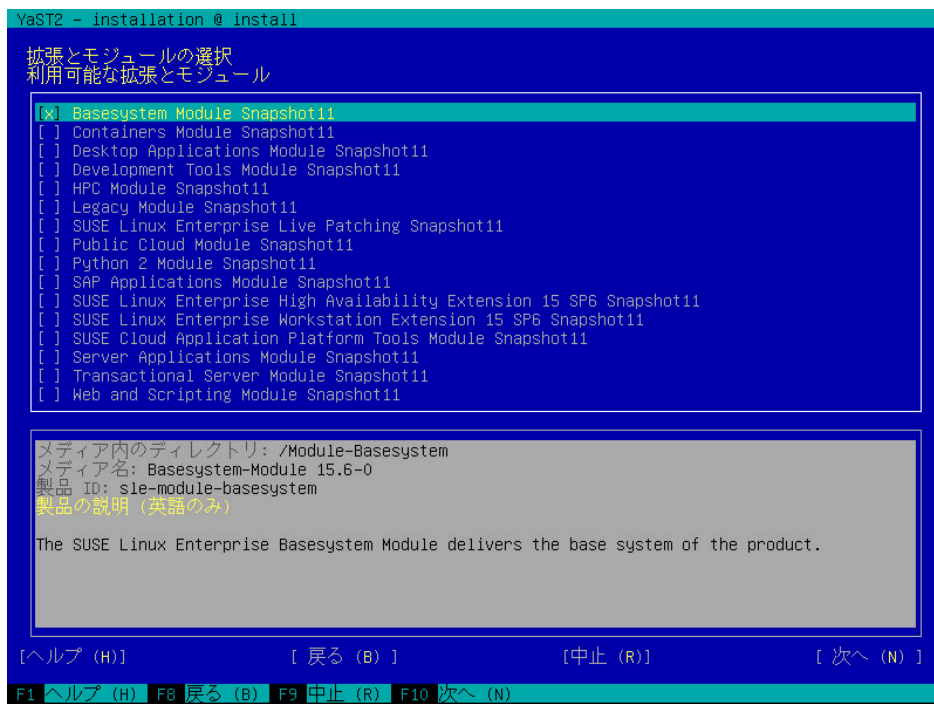 YaST2 - installation @ install
拡張とモジュールの選択
利用可能な拡張とモジュール
[x] Basesystem Module Snapshot11
[ ] Containers Module Snapshot11
[ ] Desktop Applications Module Snapshot11
[ ] Development Tools Module Snapshot11
[ ] HPC Module Snapshot11
[ ] Legacy Module Snapshot11
[ ] SUSE Linux Enterprise Live Patching Snapshot11
[ ] Public Cloud Module Snapshot11
[ ] Python 2 Module Snapshot11
[ ] SAP Applications Module Snapshot11
[ ] SUSE Linux Enterprise High Availability Extension 15 SP6 Snapshot11
[ ] SUSE Linux Enterprise Workstation Extension 15 SP6 Snapshot11
[ ] SUSE Cloud Application Platform Tools Module Snapshot11
[ ] Server Applications Module Snapshot11
[ ] Transactional Server Module Snapshot11
[ ] Web and Scripting Module Snapshot11
メディア内のディレクトリ: /Module-Basesystem
メディア名: Basesystem-Module 15.6-0
製品 ID: sle-module-basesystem
製品の説明 (英語のみ)
The SUSE Linux Enterprise Basesystem Module delivers the base system of the product.
[ヘルプ (H)] [ 戻る (B) ] [中止 (R)] [ 次へ (N) ]
F1 ヘルプ (H) F8 戻る (B) F9 中止 (R) F10 次へ (N)